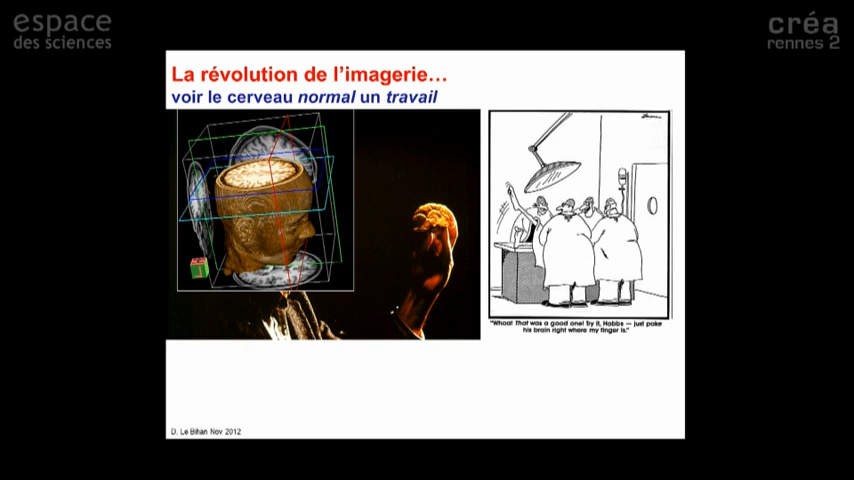 espace
des sciences
créa
rennes 2
La révolution de l'imagerie…
voir le cerveau normal un travail
"Whoa! That was a good one! Try it, Hobbs — just poke
his brain right where my finger is."
D. Le Bihan Nov 2012